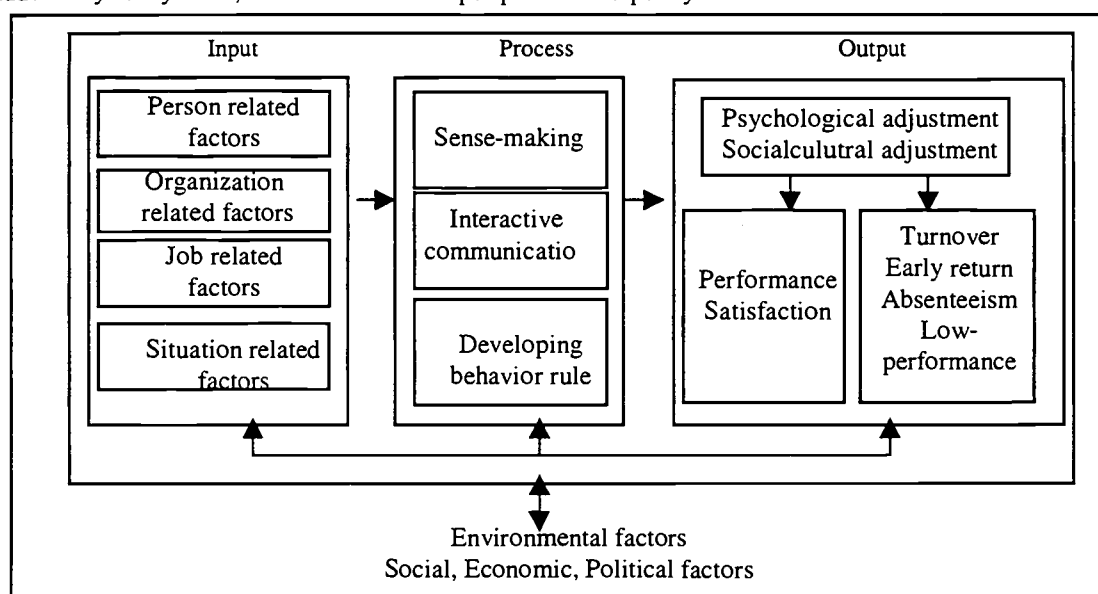 Input
Process
Output
Person related
factors
Organization
related factors
Job related
factors
Situation related
factors
Sense-making
Interactive
communicatio
Developing
behavior rule
Psychological adjustment
Socialculutral adjustment
Performance
Satisfaction
Turnover
Early return
Absenteeism
Low-
performance
Environmental factors
Social, Economic, Political factors